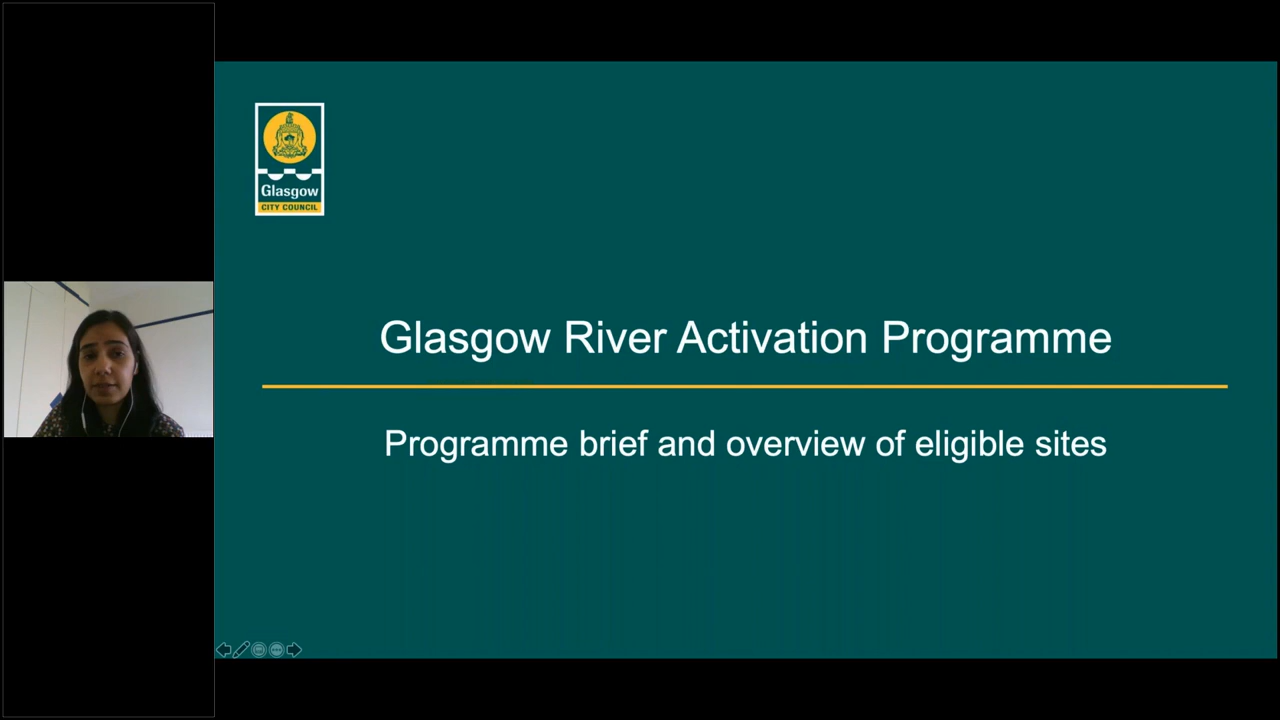 Glasgow
CITY COUNCIL
Glasgow River Activation Programme
Programme brief and overview of eligible sites